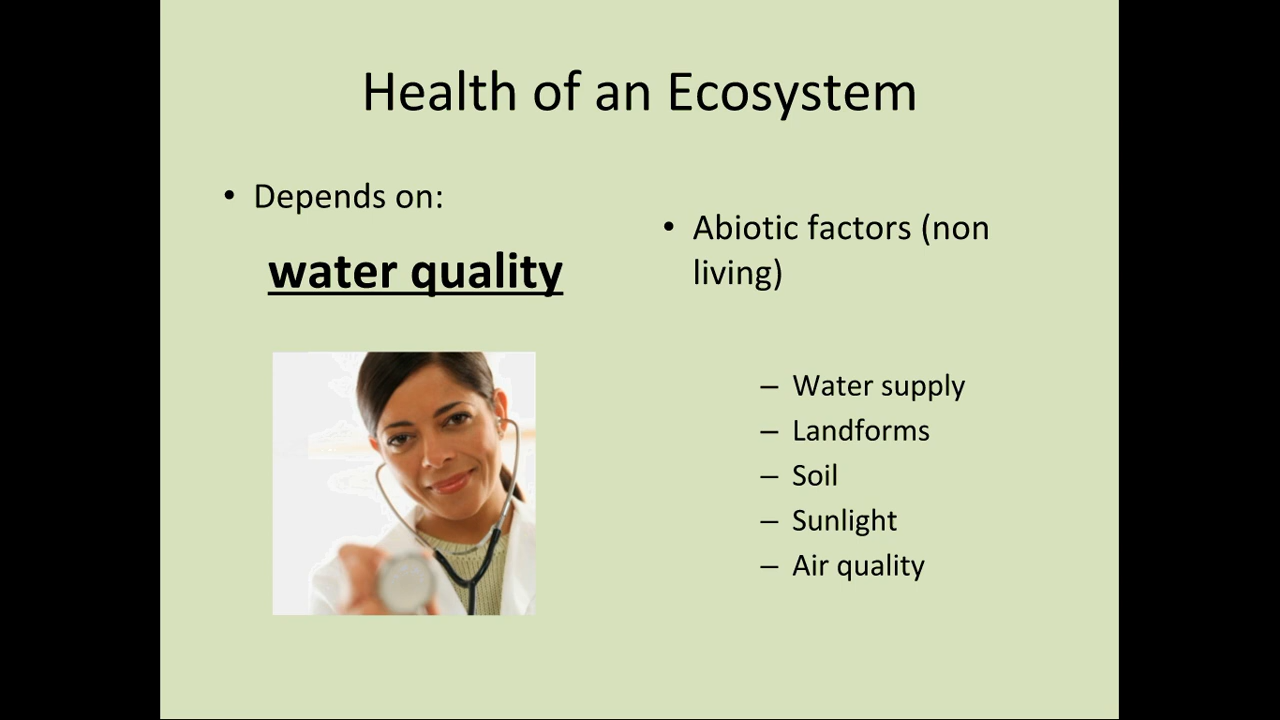 Health of an Ecosystem
• Depends on:
water quality
• Abiotic factors (non
living)
– Water supply
– Landforms
– Soil
– Sunlight
– Air quality